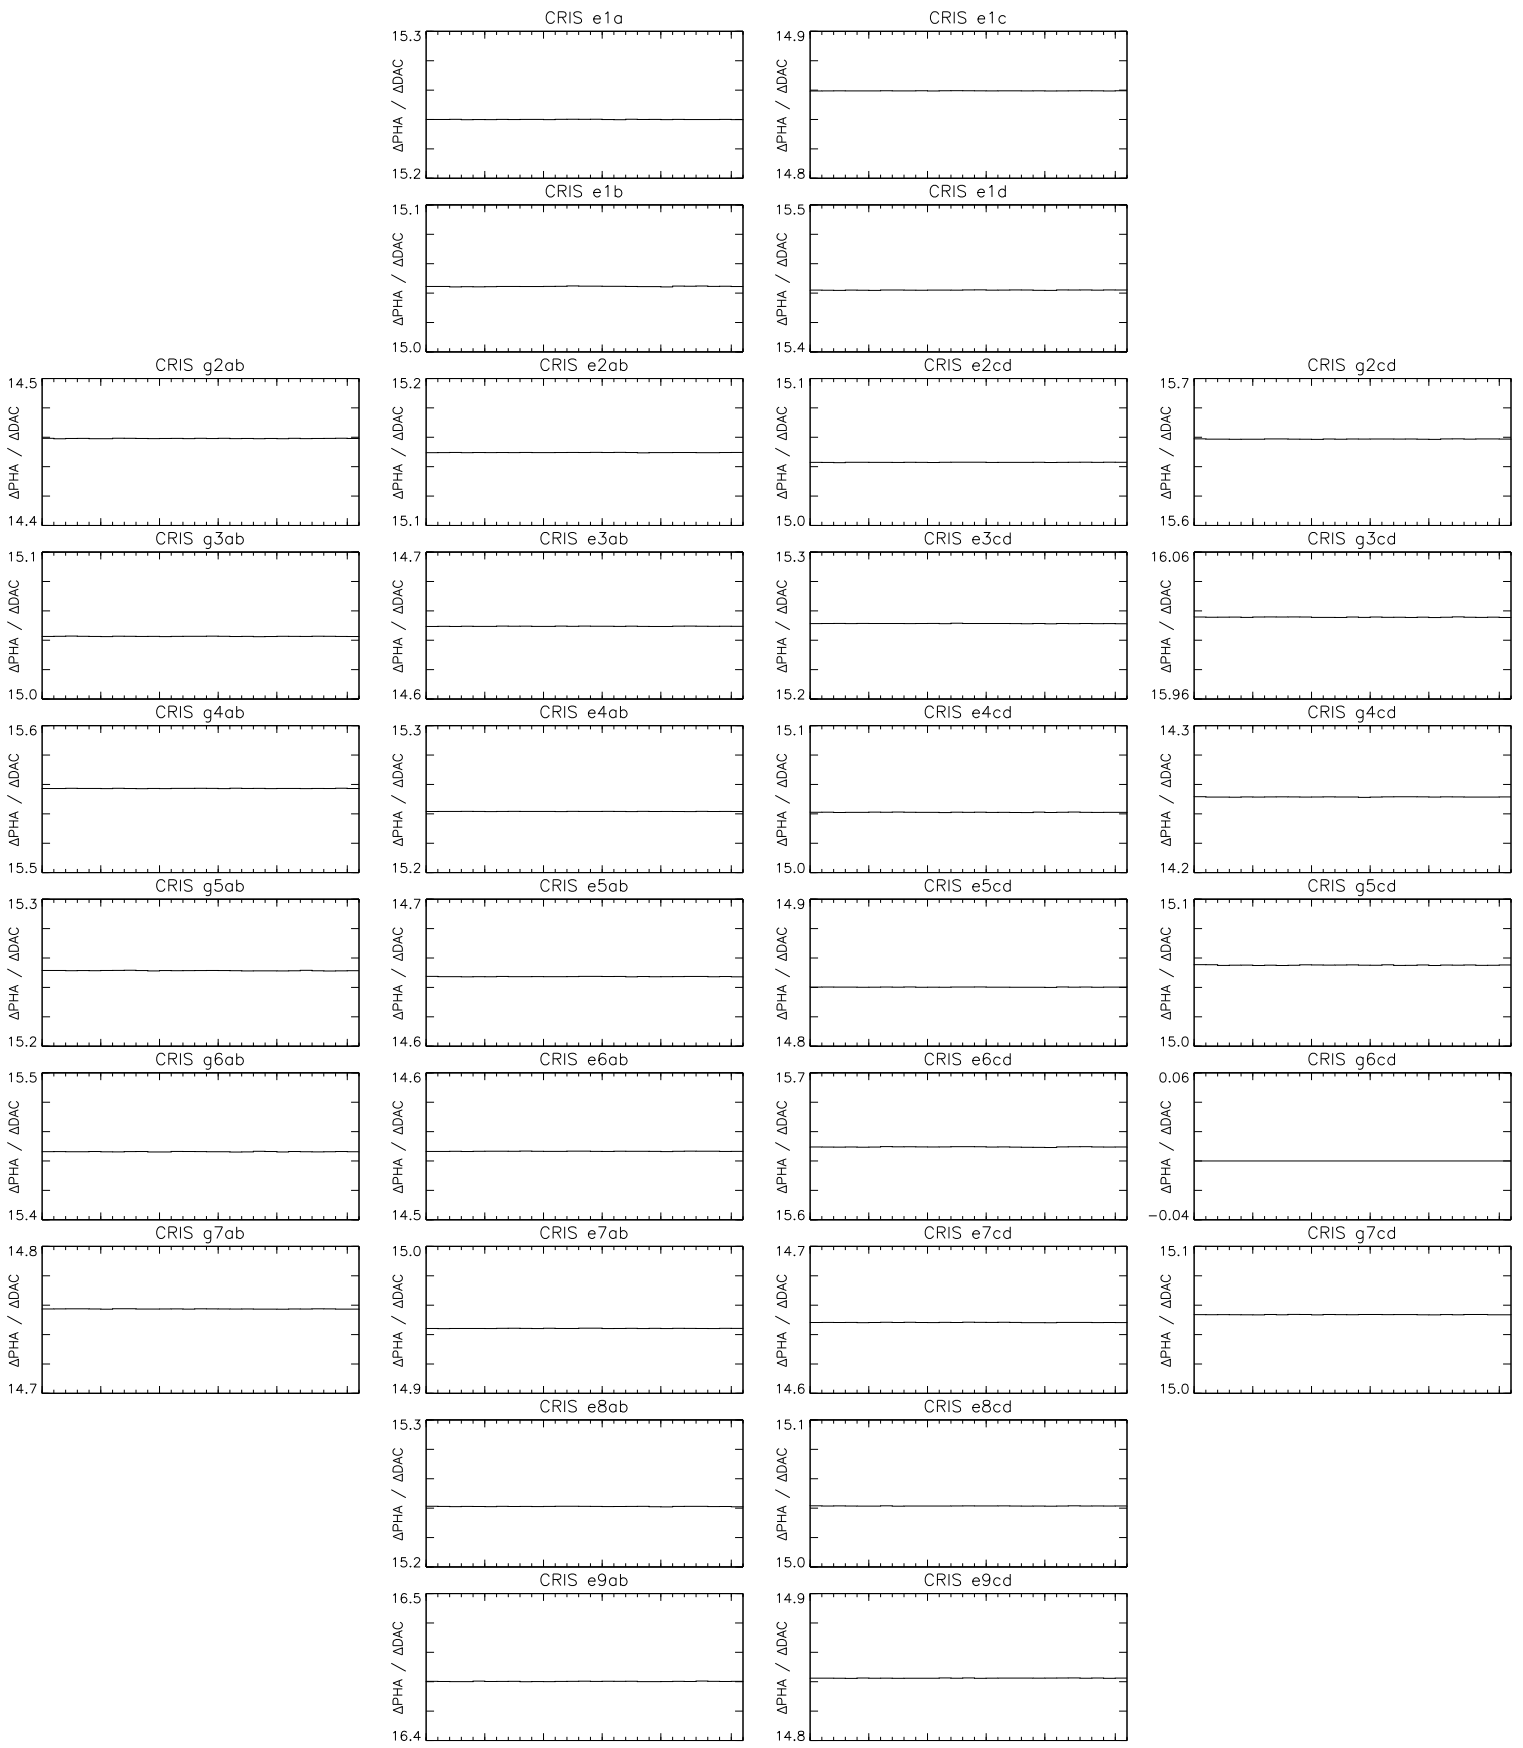 CRIS e1a
CRIS e1c
15.3
ΔPHA / ΔDAC
15.2
14.9
ΔPHA / ΔDAC
14.8
CRIS e1b
CRIS e1d
15.1
ΔPHA / ΔDAC
15.0
15.5
ΔPHA / ΔDAC
15.4
CRIS g2ab
CRIS e2ab
CRIS e2cd
CRIS g2cd
14.5
ΔPHA / ΔDAC
14.4
15.2
ΔPHA / ΔDAC
15.1
15.1
ΔPHA / ΔDAC
15.0
15.7
ΔPHA / ΔDAC
15.6
CRIS g3ab
CRIS e3ab
CRIS e3cd
CRIS g3cd
15.1
ΔPHA / ΔDAC
15.0
14.7
ΔPHA / ΔDAC
14.6
15.3
ΔPHA / ΔDAC
15.2
16.06
ΔPHA / ΔDAC
15.96
CRIS g4ab
CRIS e4ab
CRIS e4cd
CRIS g4cd
15.6
ΔPHA / ΔDAC
15.5
15.3
ΔPHA / ΔDAC
15.2
15.1
ΔPHA / ΔDAC
15.0
14.3
ΔPHA / ΔDAC
14.2
CRIS g5ab
CRIS e5ab
CRIS e5cd
CRIS g5cd
15.3
ΔPHA / ΔDAC
15.2
14.7
ΔPHA / ΔDAC
14.6
14.9
ΔPHA / ΔDAC
14.8
15.1
ΔPHA / ΔDAC
15.0
CRIS g6ab
CRIS e6ab
CRIS e6cd
CRIS g6cd
15.5
ΔPHA / ΔDAC
15.4
14.6
ΔPHA / ΔDAC
14.5
15.7
ΔPHA / ΔDAC
15.6
0.06
ΔPHA / ΔDAC
−0.04
CRIS g7ab
CRIS e7ab
CRIS e7cd
CRIS g7cd
14.8
ΔPHA / ΔDAC
14.7
15.0
ΔPHA / ΔDAC
14.9
14.7
ΔPHA / ΔDAC
14.6
15.1
ΔPHA / ΔDAC
15.0
CRIS e8ab
CRIS e8cd
15.3
ΔPHA / ΔDAC
15.2
15.1
ΔPHA / ΔDAC
15.0
CRIS e9ab
CRIS e9cd
16.5
ΔPHA / ΔDAC
16.4
14.9
ΔPHA / ΔDAC
14.8